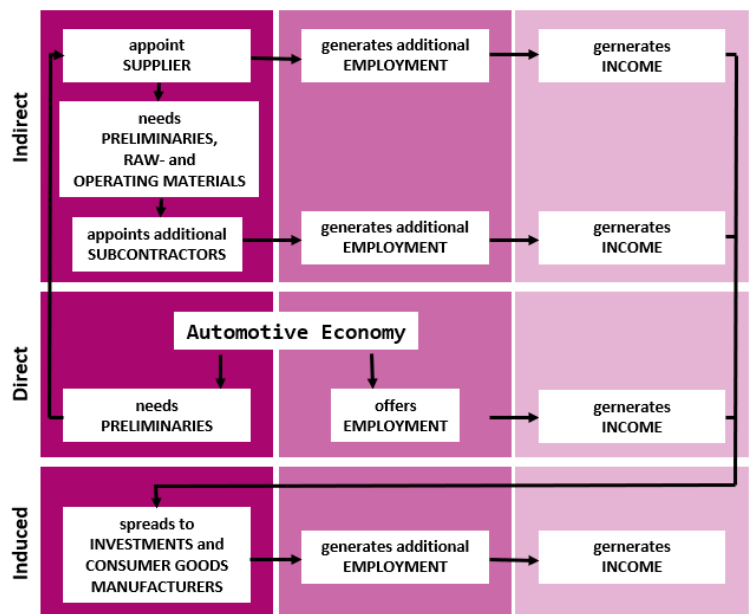 Indirect
appoint
SUPPLIER
generates additional
EMPLOYMENT
gernerates
INCOME
needs
PRELIMINARIES,
RAW- and
OPERATING MATERIALS
appoints additional
SUBCONTRACTORS
generates additional
EMPLOYMENT
gernerates
INCOME
Direct
Automotive Economy
needs
PRELIMINARIES
offers
EMPLOYMENT
gernerates
INCOME
Induced
spreads to
INVESTMENTS and
CONSUMER GOODS
MANUFACTURERS
generates additional
EMPLOYMENT
gernerates
INCOME